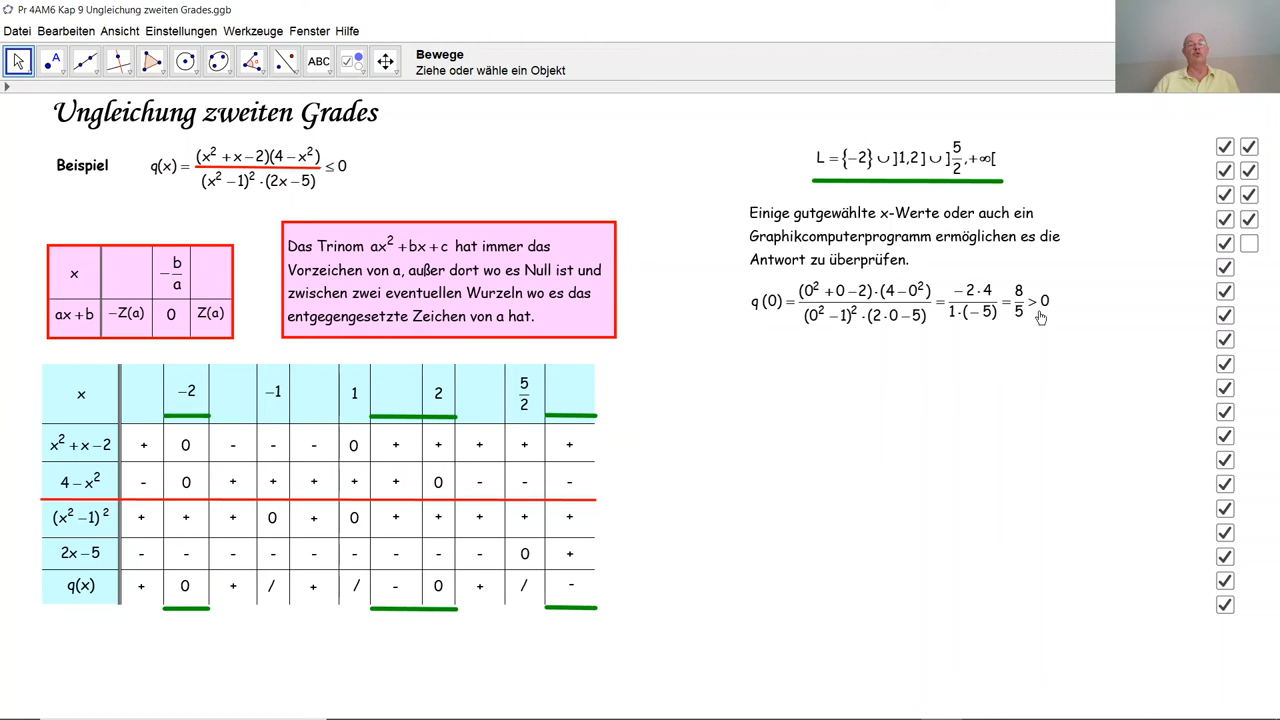 Pr 4AM6 Kap 9 Ungleichung zweiten Grades.ggb
Datei Bearbeiten Ansicht Einstellungen Werkzeuge Fenster Hilfe
A
ABC
Bewege
Ziehe oder wähle ein Objekt
Ungleichung zweiten Grades
Beispiel q(x) = (x² + x − 2)(4 − x²) / (x² − 1)² · (2x − 5) ≤ 0
L = {−2} ∪ ]1,2] ∪ ]5/2, +∞[
x −b/a
ax + b −Z(a) 0 Z(a)
Das Trinom ax² + bx + c hat immer das
Vorzeichen von a, außer dort wo es Null ist und
zwischen zwei eventuellen Wurzeln wo es das
entgegengesetzte Zeichen von a hat.
Einige gutgewählte x-Werte oder auch ein
Graphikcomputerprogramm ermöglichen es die
Antwort zu überprüfen.
q(0) = (0² + 0 − 2) · (4 − 0²) / (0² − 1)² · (2 · 0 − 5) = −2 · 4 / 1 · (−5) = 8/5 > 0
x −2 −1 1 2 5/2
x² + x − 2 + 0 - - - 0 + + + + +
4 − x² - 0 + + + + + 0 - - -
(x² − 1)² + + + 0 + 0 + + + + +
2x − 5 - - - - - - - - - 0 +
q(x) + 0 + / + / - 0 + / -